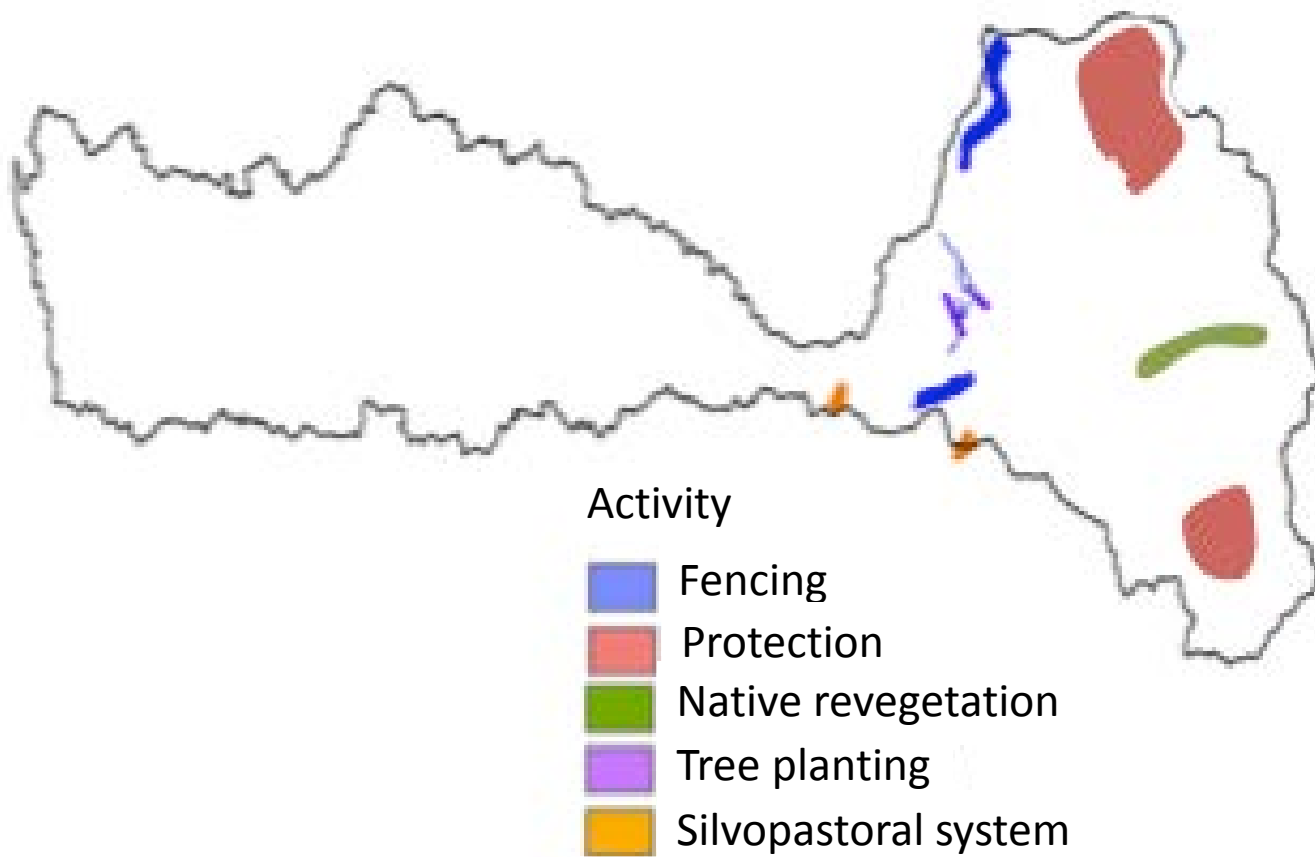 Activity
Fencing
Protection
Native revegetation
Tree planting
Silvopastoral system